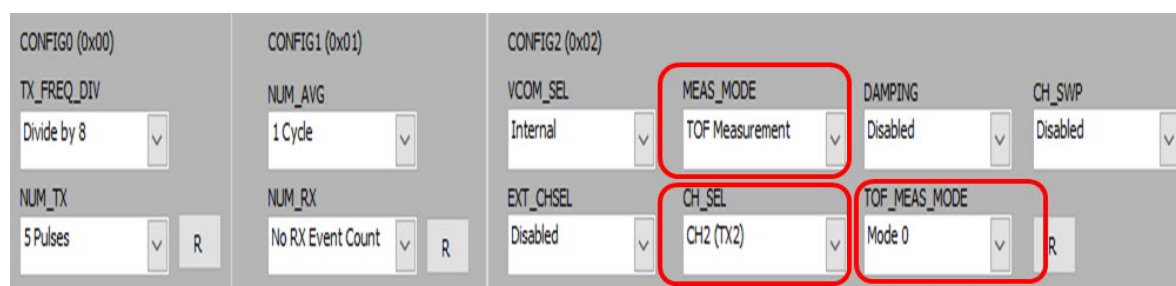 CONFIG0 (0x00)
CONFIG1 (0x01)
CONFIG2 (0x02)
TX_FREQ_DIV
NUM_AVG
VCOM_SEL
MEAS_MODE
DAMPING
CH_SWP
Divide by 8
1 Cycle
Internal
TOF Measurement
Disabled
Disabled
NUM_TX
NUM_RX
EXT_CHSEL
CH_SEL
TOF_MEAS_MODE
5 Pulses
R
No RX Event Count
R
Disabled
CH2 (TX2)
Mode 0
R